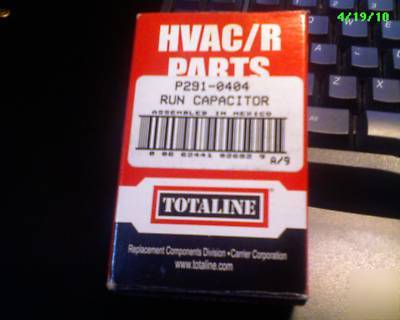 4/19/10
HVAC/R
PARTS
P291-0404
RUN CAPACITOR
ASSEMBLED IN MEXICO
A/9
TOTALINE
Replacement Components Division • Carrier Corporation
www.totaline.com